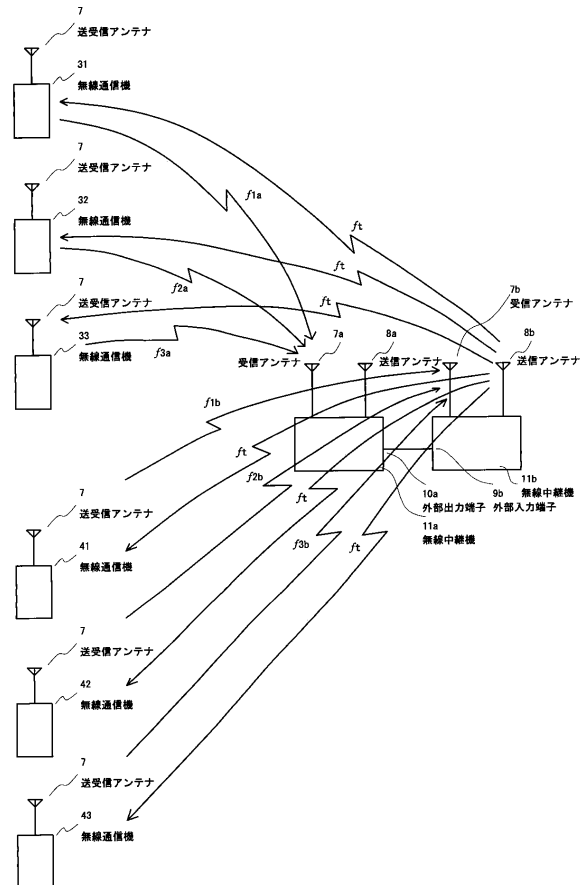 7
送受信アンテナ
31
無線通信機
7
送受信アンテナ
32
無線通信機
7
送受信アンテナ
33
無線通信機
f1a
f2a
f3a
ft
ft
ft
7b
受信アンテナ
7a
受信アンテナ
8a
送信アンテナ
8b
送信アンテナ
f1b
ft
f2b
ft
f3b
ft
10a
外部出力端子
9b
外部入力端子
11b
無線中継機
11a
無線中継機
7
送受信アンテナ
41
無線通信機
7
送受信アンテナ
42
無線通信機
7
送受信アンテナ
43
無線通信機